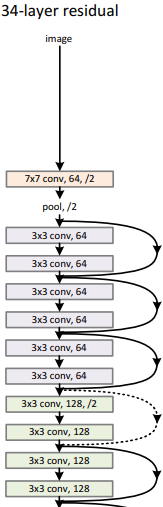 34-layer residual
image
7x7 conv, 64, /2
pool, /2
3x3 conv, 64
3x3 conv, 64
3x3 conv, 64
3x3 conv, 64
3x3 conv, 64
3x3 conv, 64
3x3 conv, 128, /2
3x3 conv, 128
3x3 conv, 128
3x3 conv, 128